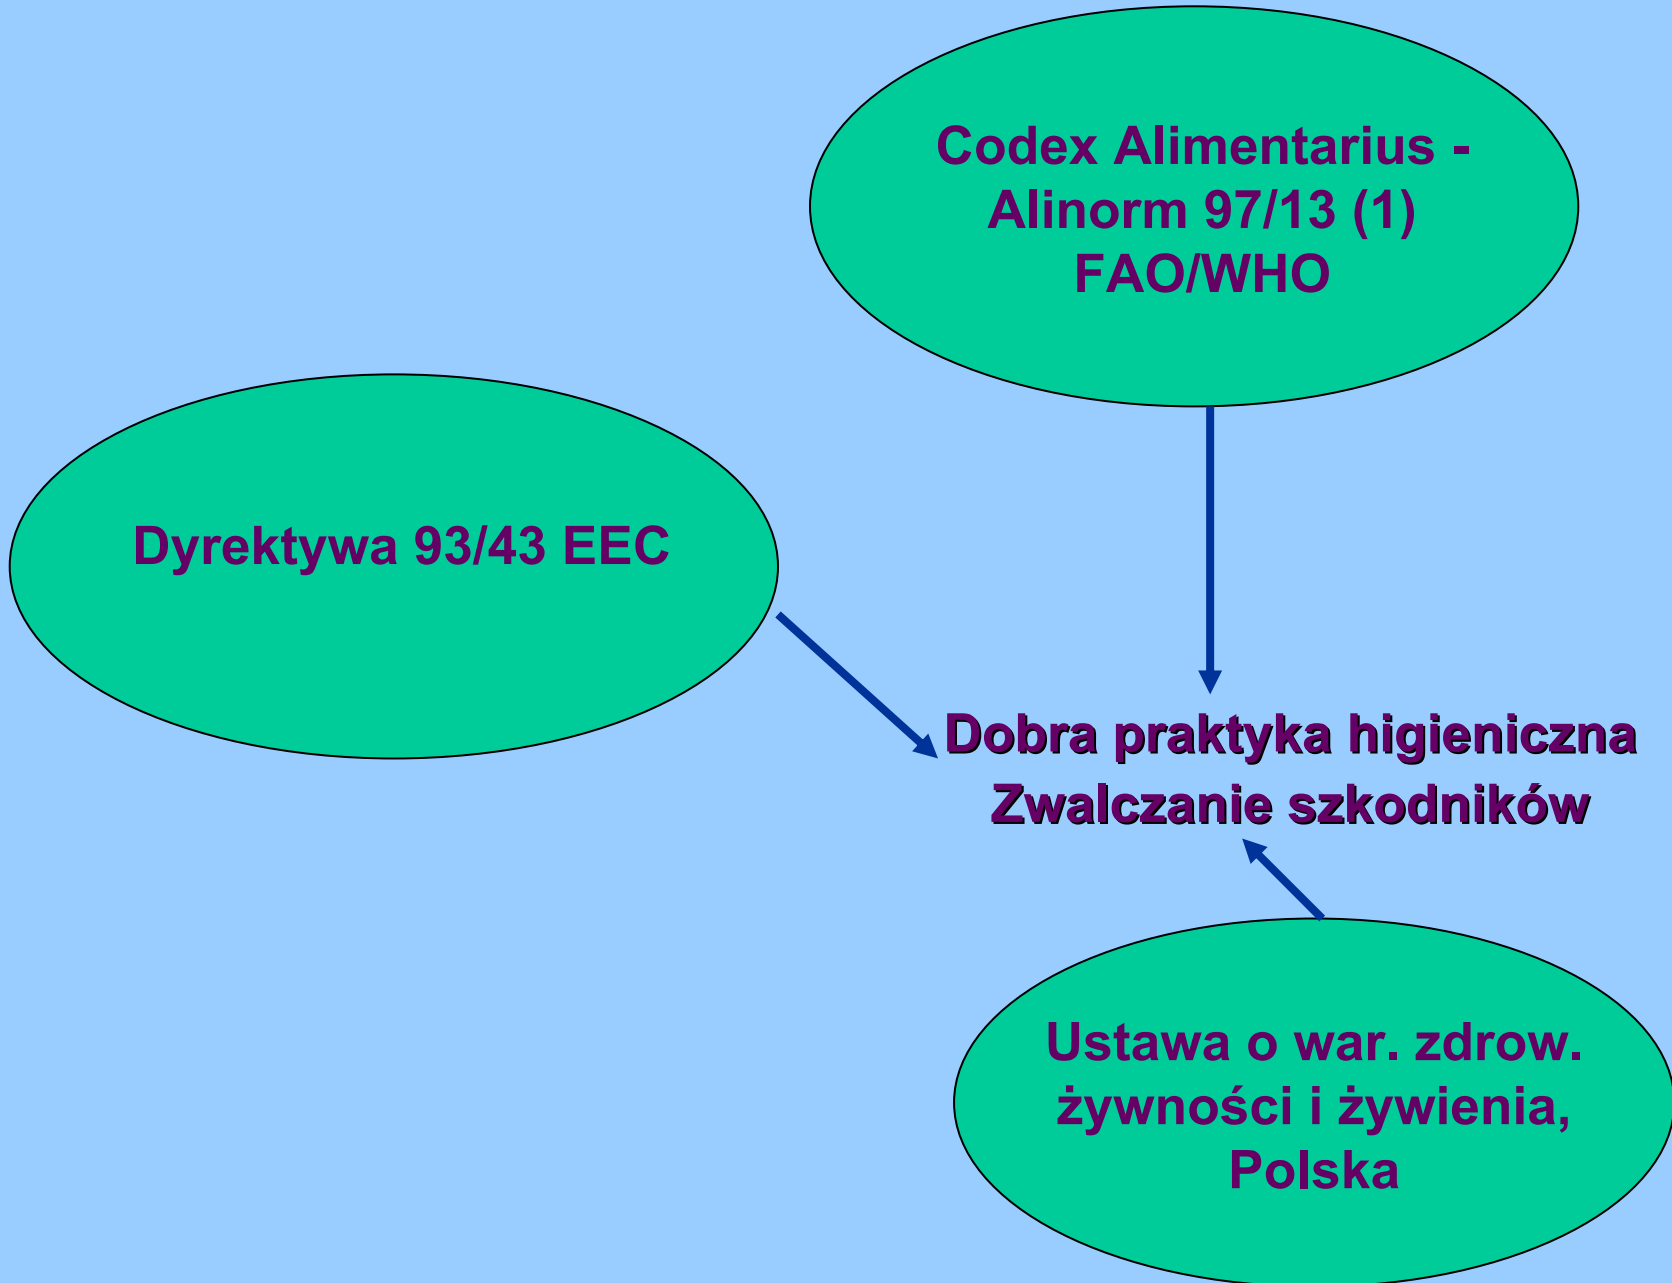 Codex Alimentarius -
Alinorm 97/13 (1)
FAO/WHO
Dyrektywa 93/43 EEC
Dobra praktyka higieniczna
Zwalczanie szkodników
Ustawa o war. zdrow.
żywności i żywienia,
Polska